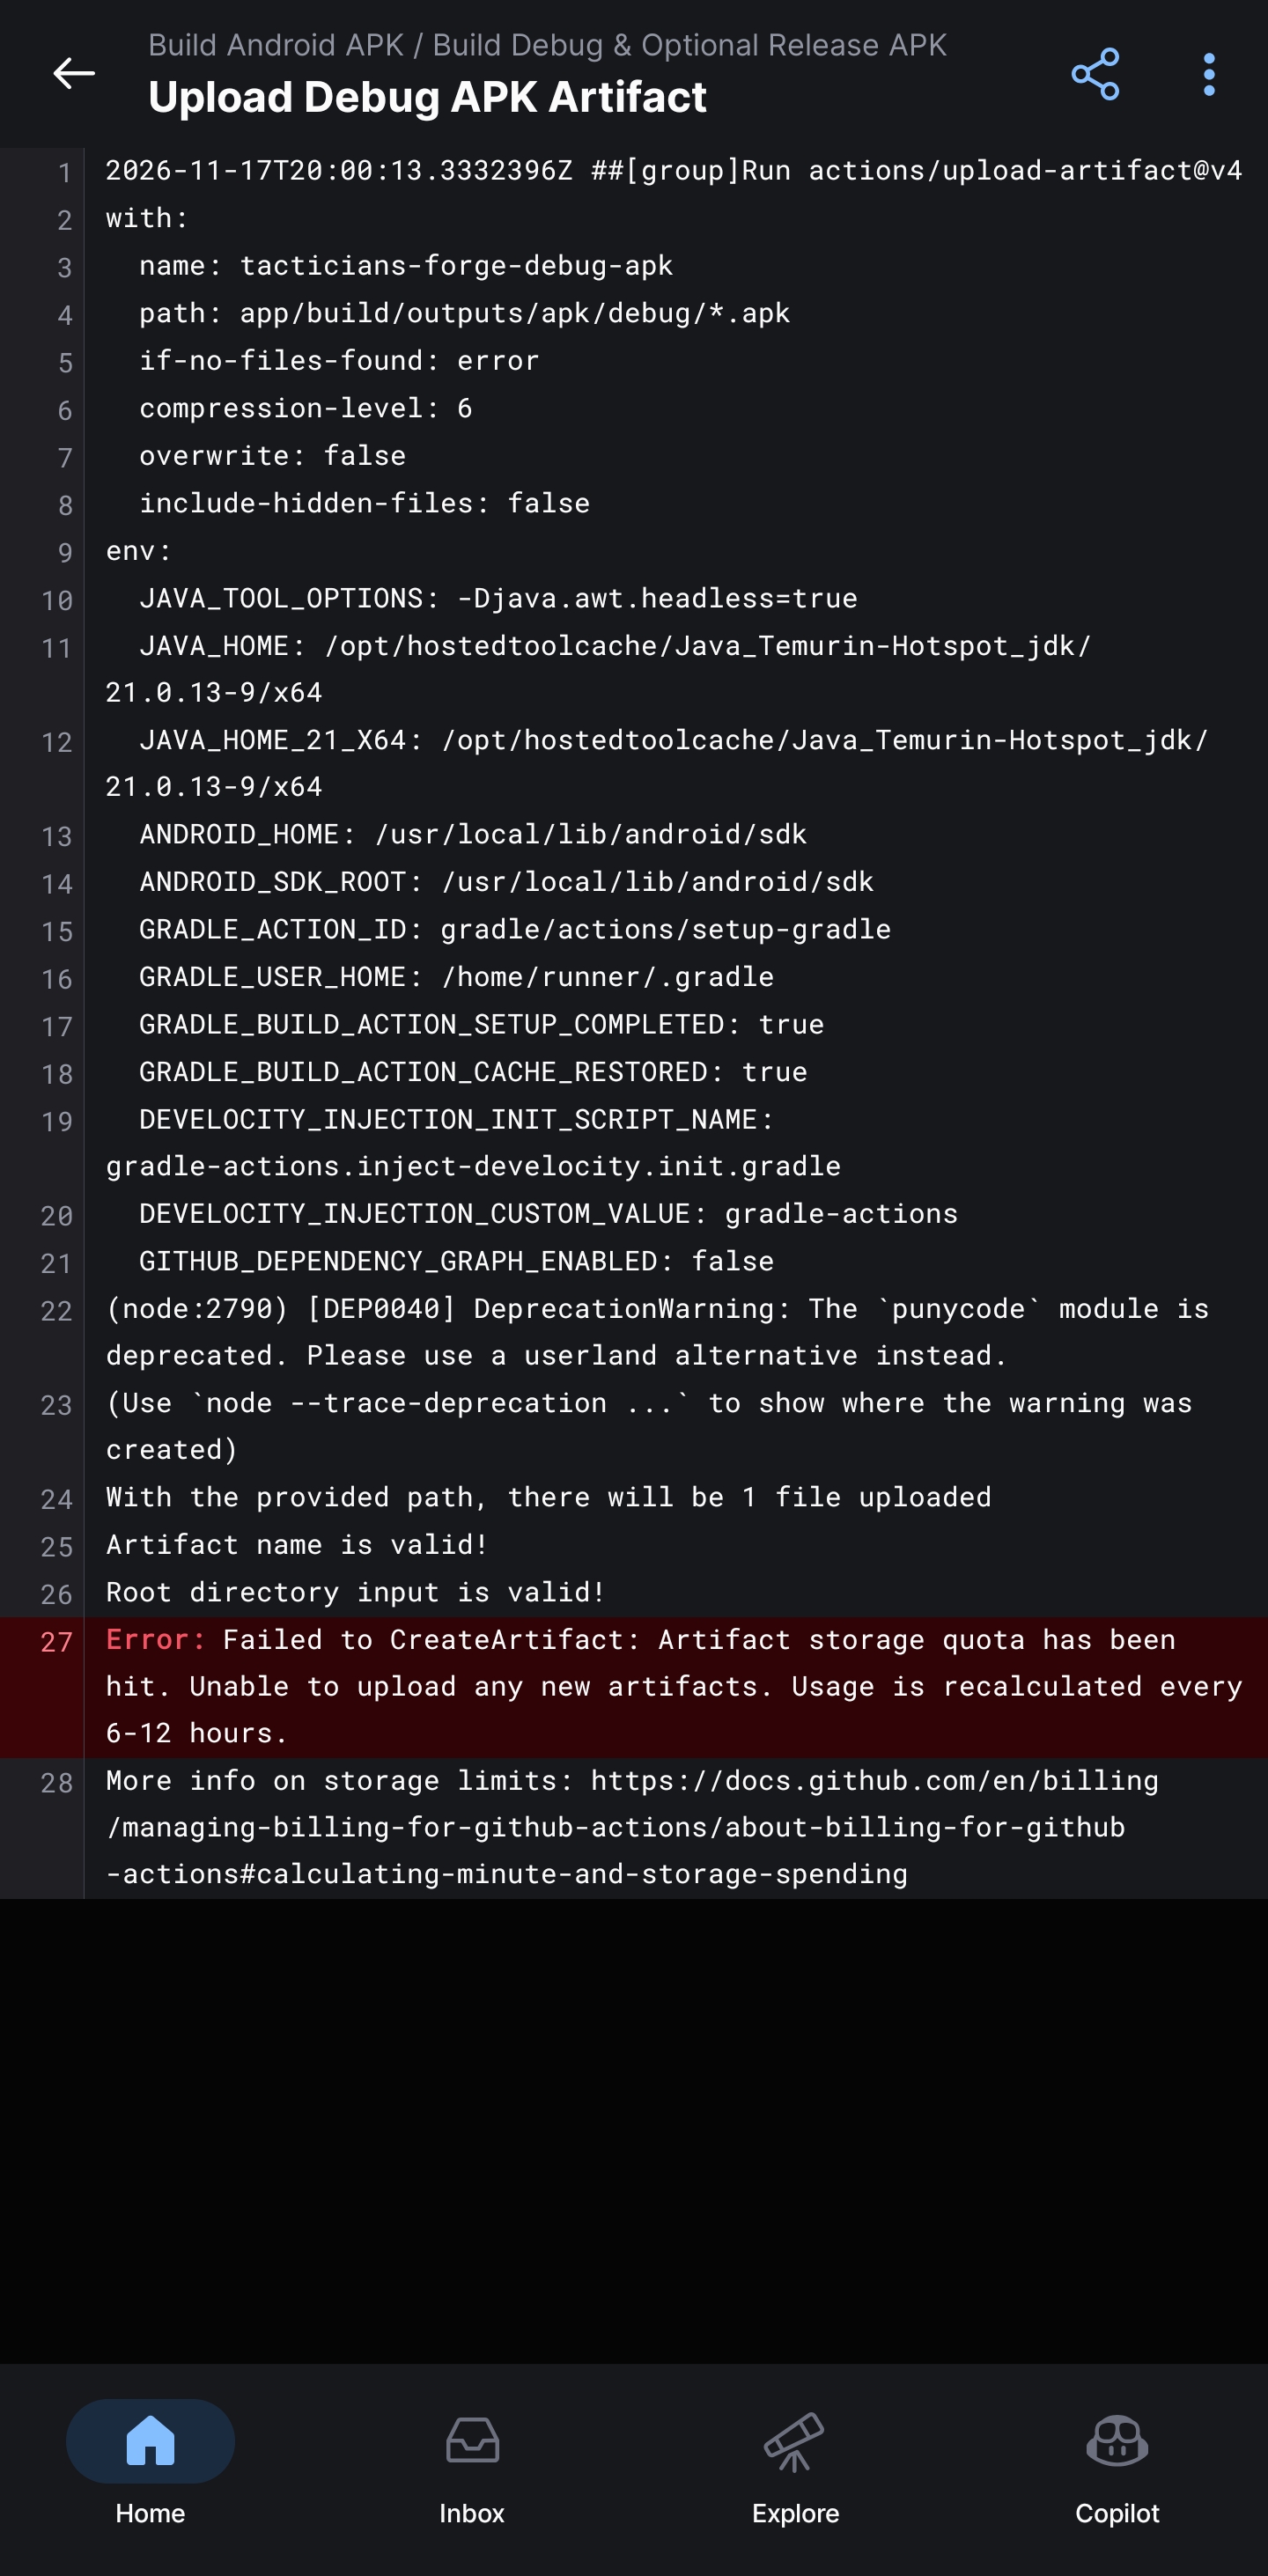 Build Android APK / Build Debug & Optional Release APK
Upload Debug APK Artifact
1 2026-11-17T20:00:13.3332396Z ##[group]Run actions/upload-artifact@v4
2 with:
3   name: tacticians-forge-debug-apk
4   path: app/build/outputs/apk/debug/*.apk
5   if-no-files-found: error
6   compression-level: 6
7   overwrite: false
8   include-hidden-files: false
9 env:
10   JAVA_TOOL_OPTIONS: -Djava.awt.headless=true
11   JAVA_HOME: /opt/hostedtoolcache/Java_Temurin-Hotspot_jdk/
21.0.13-9/x64
12   JAVA_HOME_21_X64: /opt/hostedtoolcache/Java_Temurin-Hotspot_jdk/
21.0.13-9/x64
13   ANDROID_HOME: /usr/local/lib/android/sdk
14   ANDROID_SDK_ROOT: /usr/local/lib/android/sdk
15   GRADLE_ACTION_ID: gradle/actions/setup-gradle
16   GRADLE_USER_HOME: /home/runner/.gradle
17   GRADLE_BUILD_ACTION_SETUP_COMPLETED: true
18   GRADLE_BUILD_ACTION_CACHE_RESTORED: true
19   DEVELOCITY_INJECTION_INIT_SCRIPT_NAME:
gradle-actions.inject-develocity.init.gradle
20   DEVELOCITY_INJECTION_CUSTOM_VALUE: gradle-actions
21   GITHUB_DEPENDENCY_GRAPH_ENABLED: false
22 (node:2790) [DEP0040] DeprecationWarning: The `punycode` module is
deprecated. Please use a userland alternative instead.
23 (Use `node --trace-deprecation ...` to show where the warning was
created)
24 With the provided path, there will be 1 file uploaded
25 Artifact name is valid!
26 Root directory input is valid!
27 Error: Failed to CreateArtifact: Artifact storage quota has been
hit. Unable to upload any new artifacts. Usage is recalculated every
6-12 hours.
28 More info on storage limits: https://docs.github.com/en/billing
/managing-billing-for-github-actions/about-billing-for-github
-actions#calculating-minute-and-storage-spending
Home
Inbox
Explore
Copilot